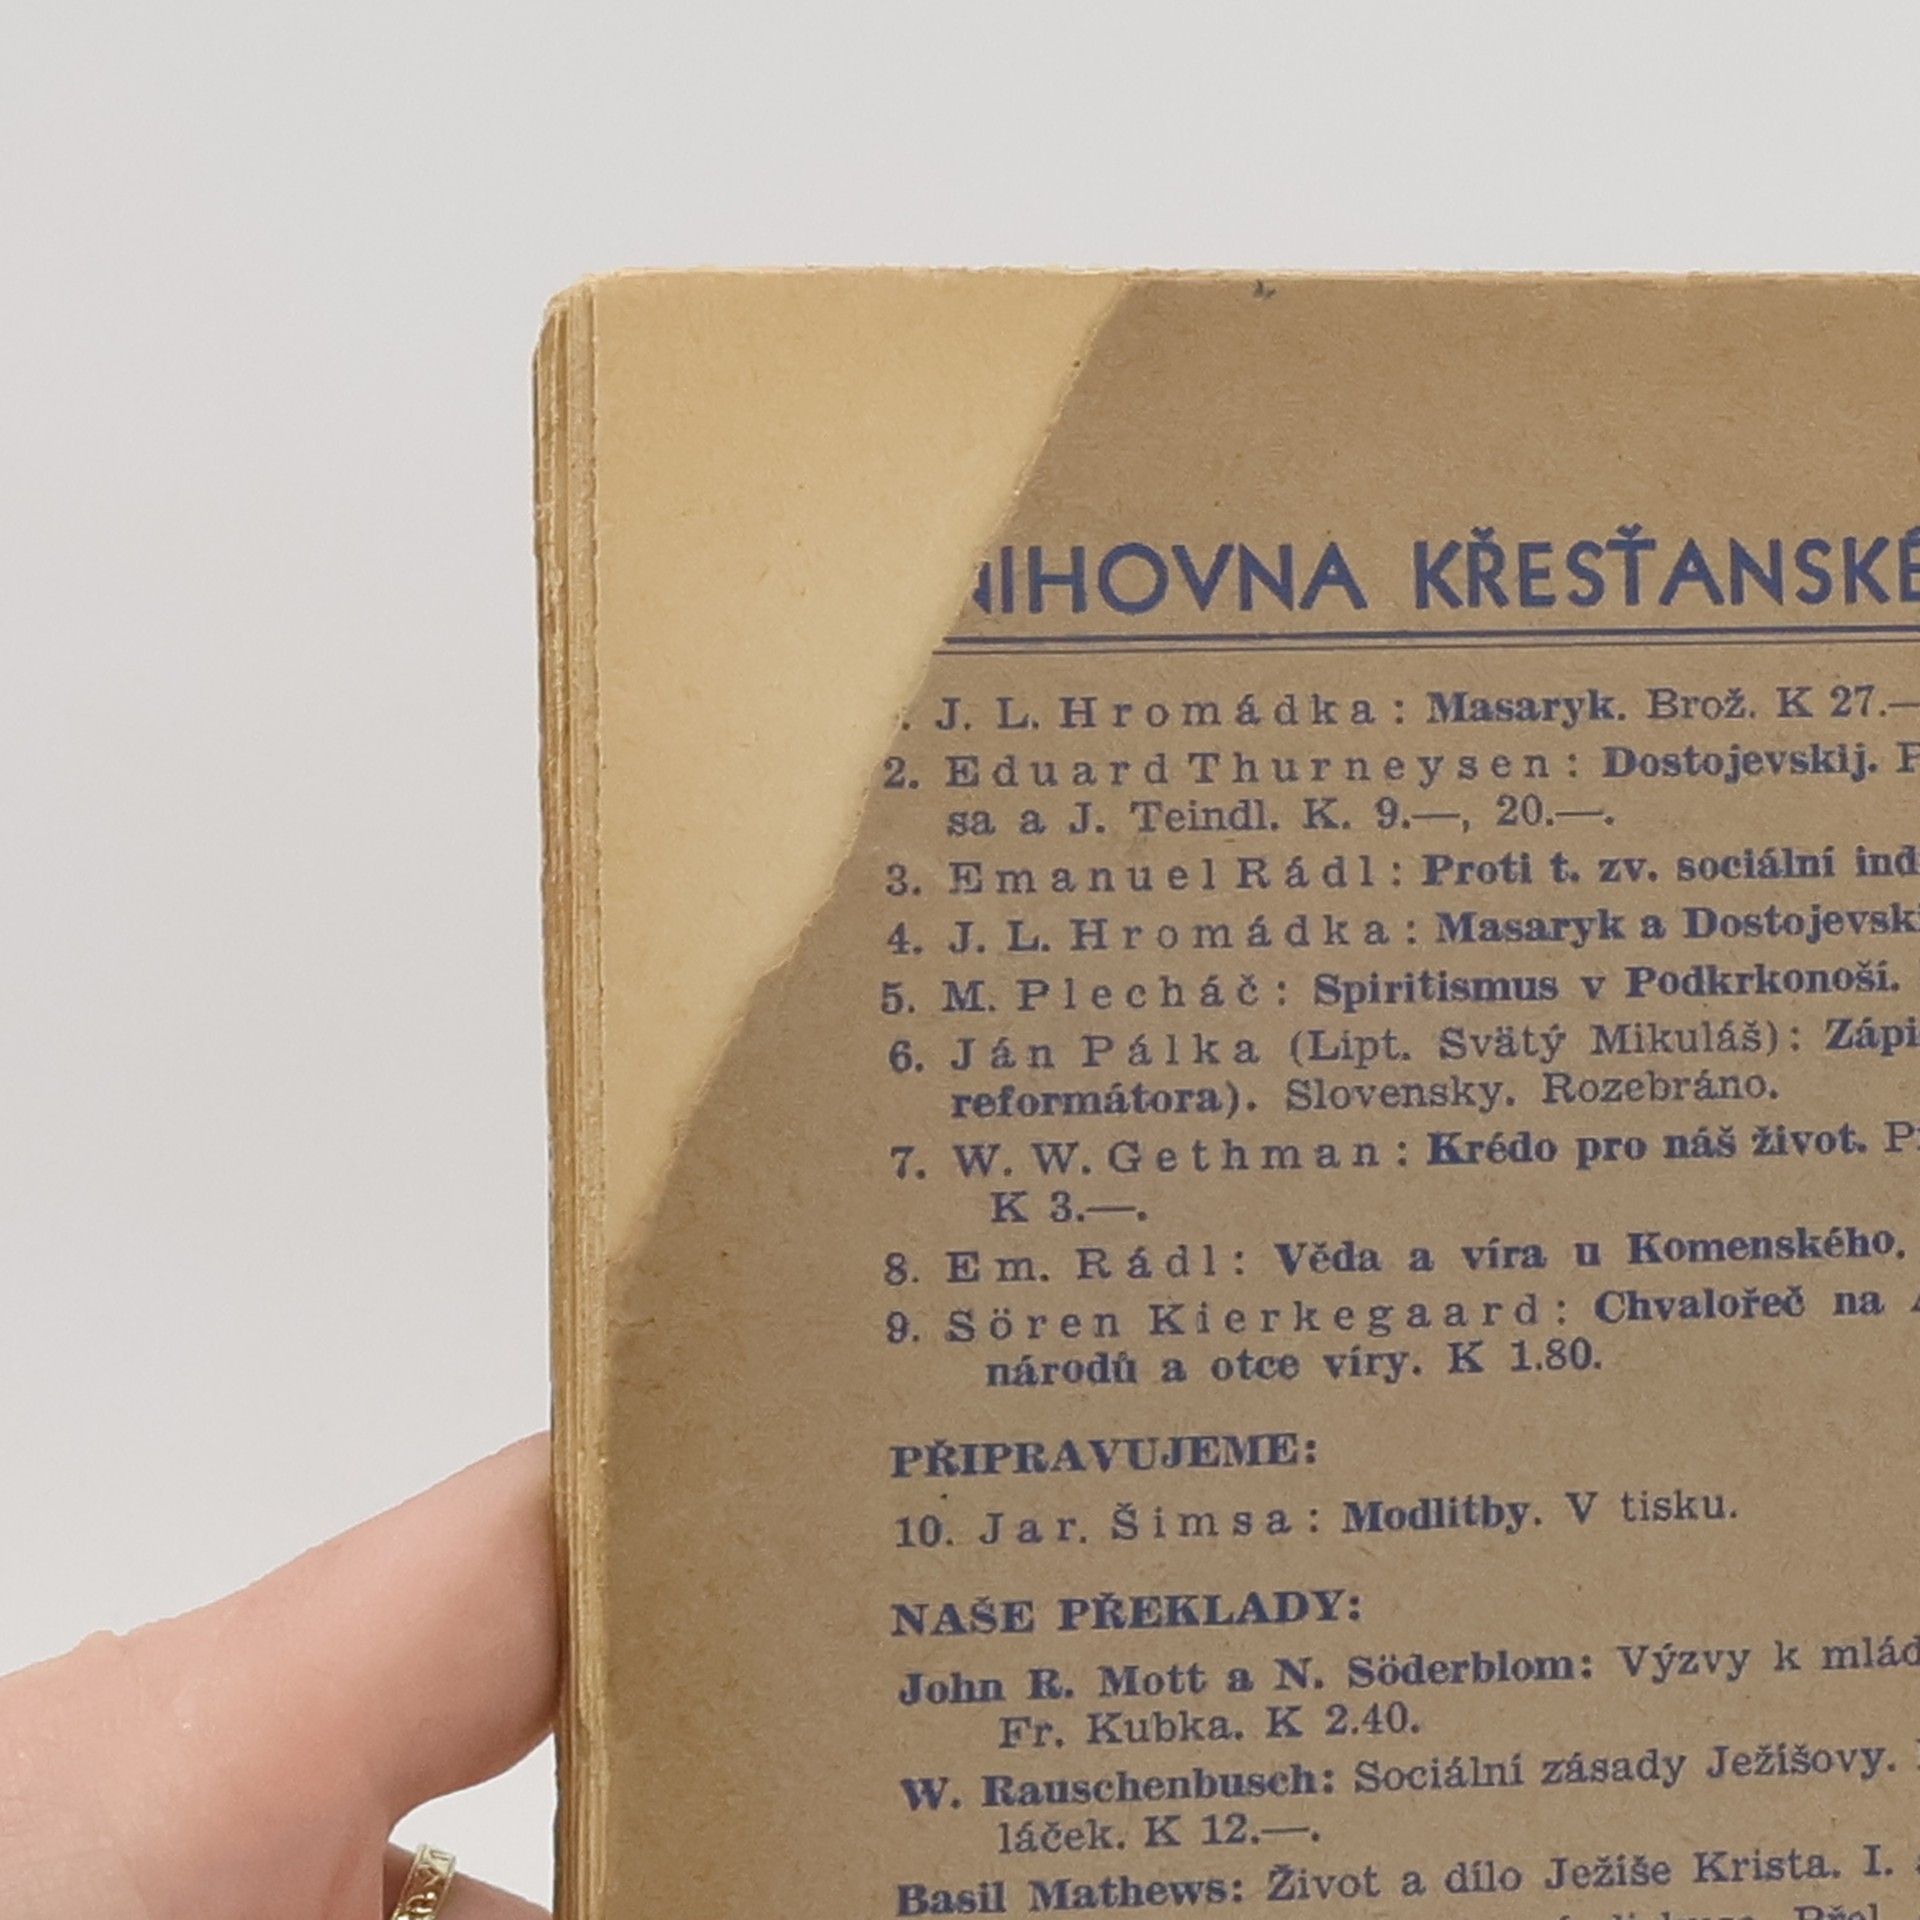 NIHOVNA KŘESŤANSKÉ
. J. L. Hromádka: Masaryk. Brož. K 27.—
2. Eduard Thurneysen: Dostojevskij.
sa a J. Teindl. K. 9.—, 20.—.
3. Emanuel Rádl: Proti t. zv. sociální ind
4. J. L. Hromádka: Masaryk a Dostojevski
5. M. Plecháč: Spiritismus v Podkrkonoší.
6. Ján Pálka (Lipt. Svätý Mikuláš): Zápi
reformátora). Slovensky. Rozebráno.
7. W. W. Gethman: Krédo pro náš život. Př
K 3.—.
8. Em. Rádl: Věda a víra u Komenského.
9. Sören Kierkegaard: Chvalořeč na
národů a otce víry. K 1.80.
PŘIPRAVUJEME:
10. Jar. Šimsa: Modlitby. V tisku.
NAŠE PŘEKLADY:
John R. Mott a N. Söderblom: Výzvy k mlád
Fr. Kubka. K 2.40.
W. Rauschenbusch: Sociální zásady Ježíšovy.
láček. K 12.—.
Basil Mathews: Život a dílo Ježíše Krista. I.